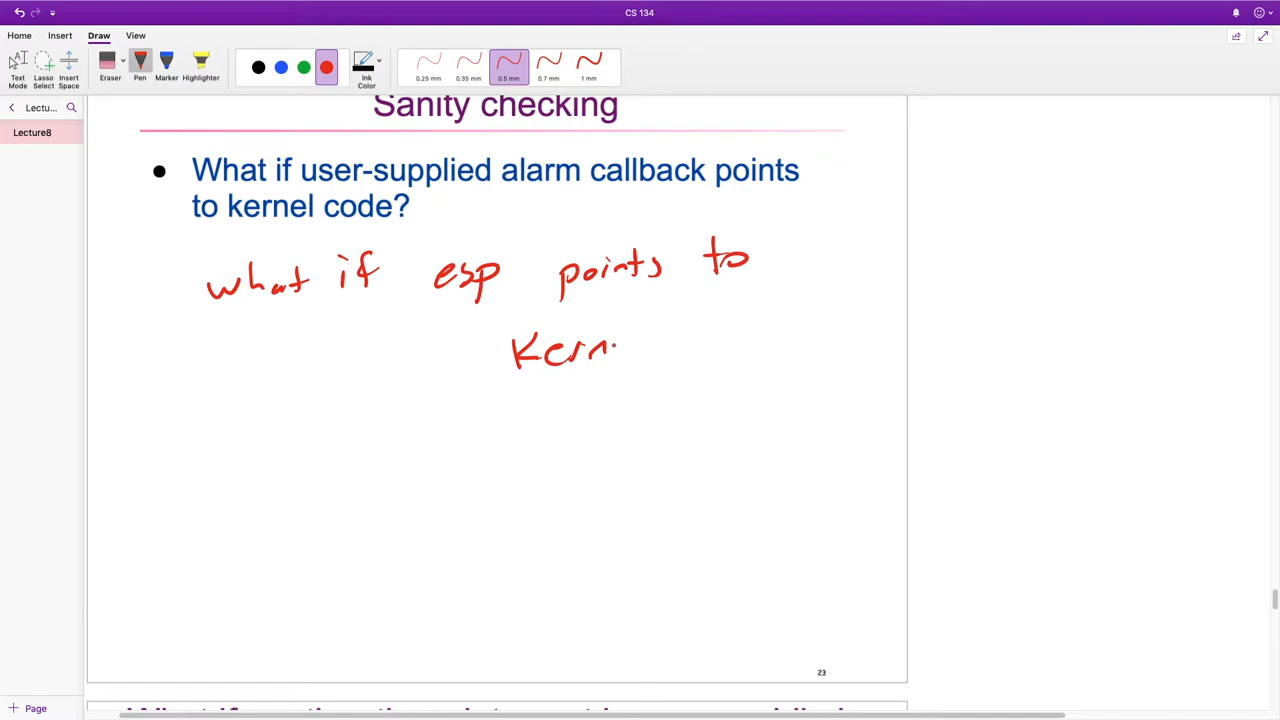 CS 134
Home Insert Draw View
Text Mode
Lasso Select
Insert Space
Eraser
Pen
Marker
Highlighter
Ink Color
0.25 mm
0.35 mm
0.5 mm
0.7 mm
1 mm
Lectu...
Lecture8
Sanity checking
● What if user-supplied alarm callback points
to kernel code?
what if esp points to
Kern
23
+ Page